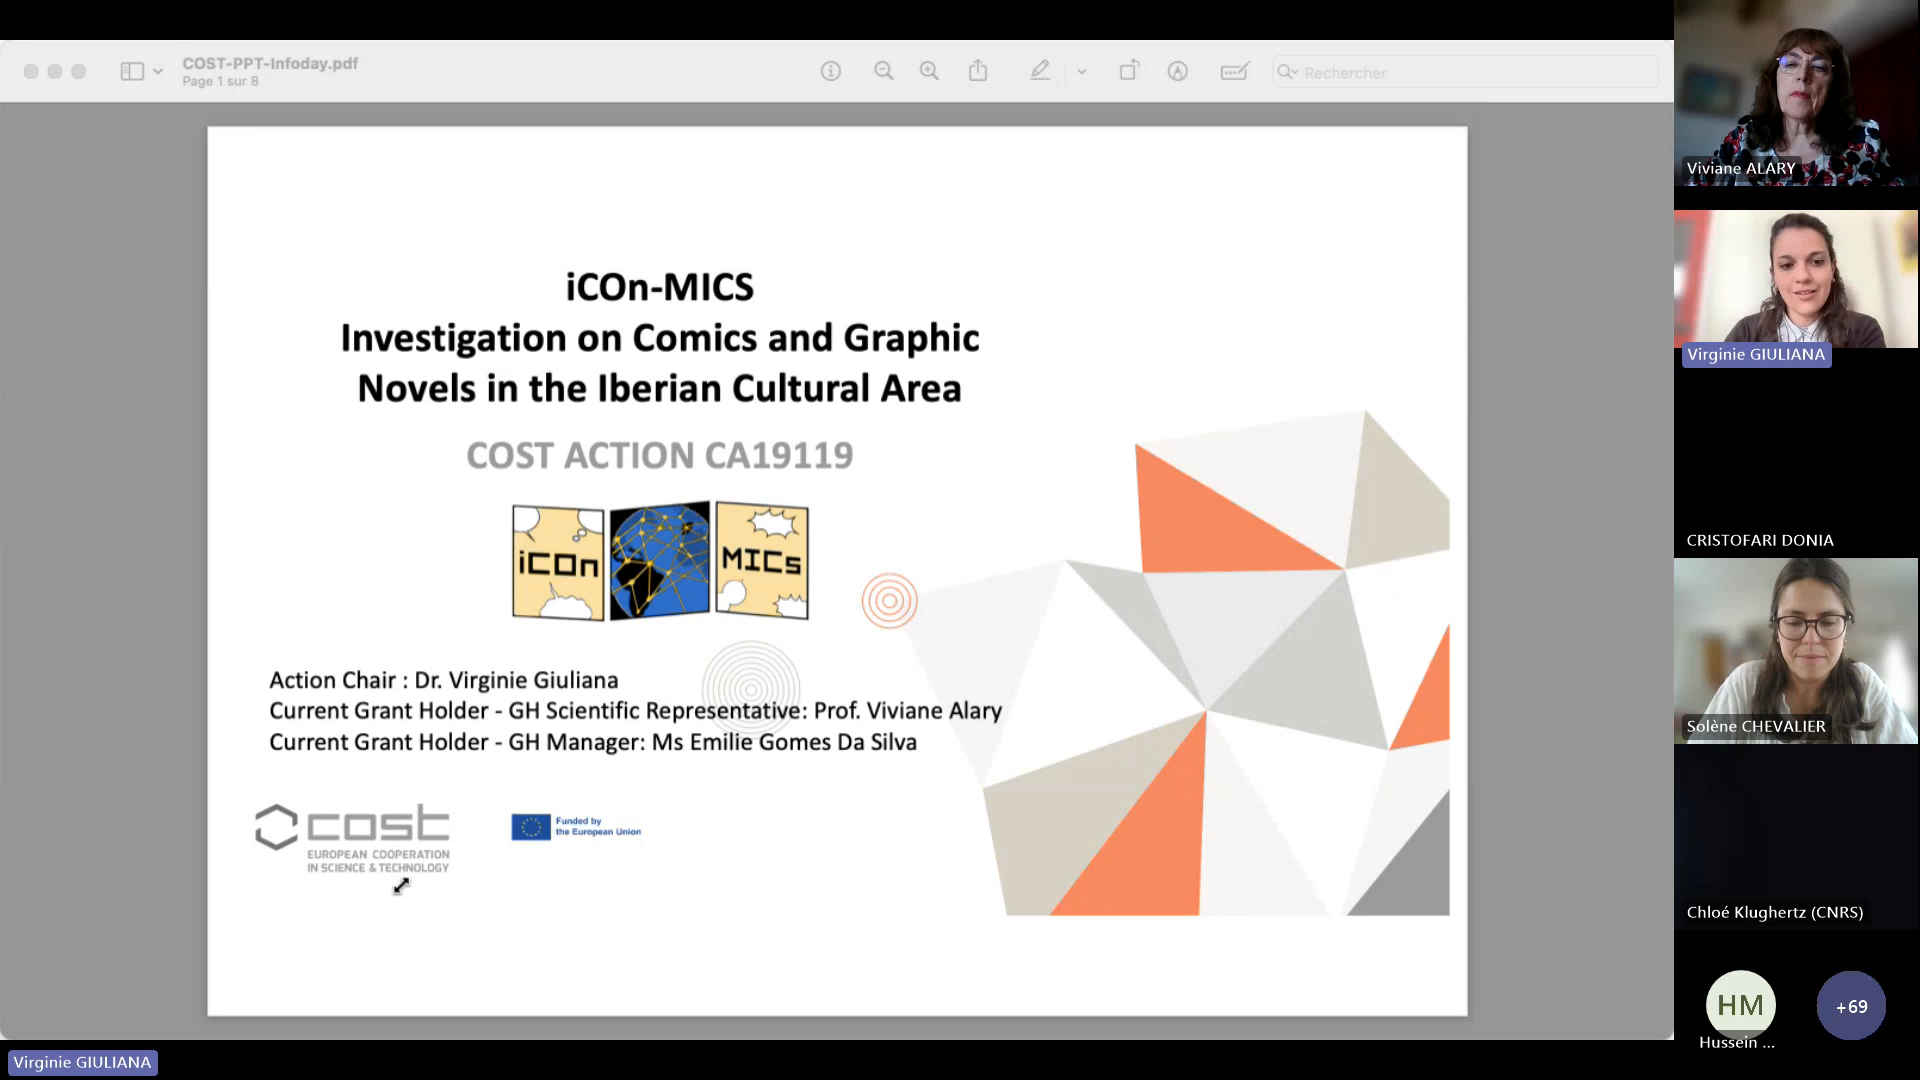 COST-PPT-Infoday.pdf
Page 1 sur 8
Rechercher
iCOn-MICS
Investigation on Comics and Graphic
Novels in the Iberian Cultural Area
COST ACTION CA19119
iCOn
MICs
Action Chair : Dr. Virginie Giuliana
Current Grant Holder - GH Scientific Representative: Prof. Viviane Alary
Current Grant Holder - GH Manager: Ms Emilie Gomes Da Silva
cost
EUROPEAN COOPERATION
IN SCIENCE & TECHNOLOGY
Funded by
the European Union
Virginie GIULIANA
Viviane ALARY
Virginie GIULIANA
CRISTOFARI DONIA
Solène CHEVALIER
Chloé Klughertz (CNRS)
HM
+69
Hussein ...